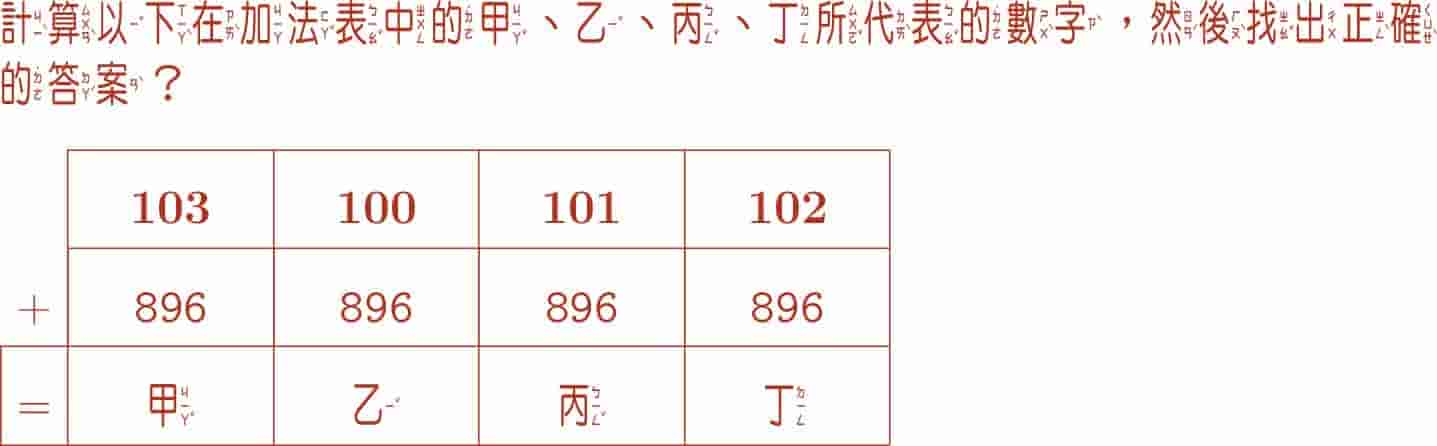 計算以下在加法表中的甲、乙、丙、丁所代表的數字，然後找出正確
的答案？
103 100 101 102
+ 896 896 896 896
= 甲 乙 丙 丁